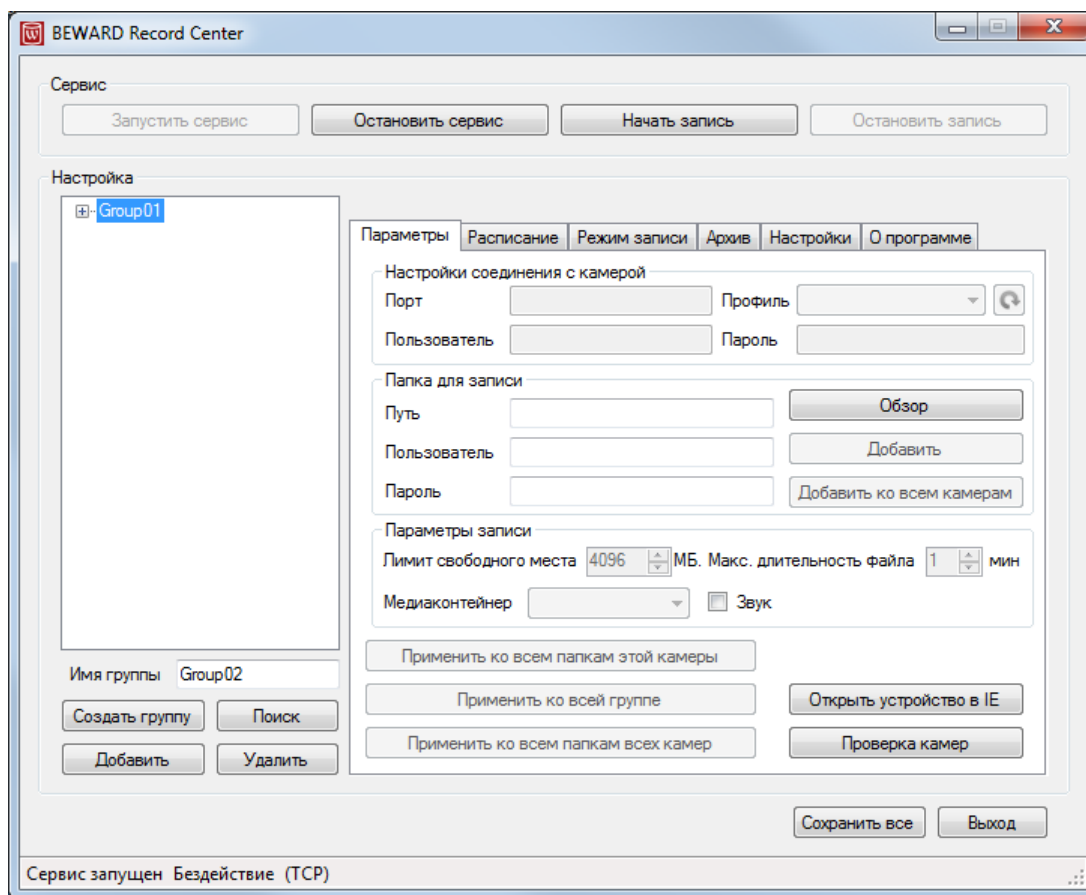 BEWARD Record Center
Сервис
Запустить сервис Остановить сервис Начать запись Остановить запись
Настройка
Group01
Параметры Расписание Режим записи Архив Настройки О программе
Настройки соединения с камерой
Порт Профиль
Пользователь Пароль
Папка для записи
Путь Обзор
Пользователь Добавить
Пароль Добавить ко всем камерам
Параметры записи
Лимит свободного места 4096 МБ. Макс. длительность файла 1 мин
Медиаконтейнер Звук
Применить ко всем папкам этой камеры
Имя группы Group02
Применить ко всей группе Открыть устройство в IE
Создать группу Поиск
Применить ко всем папкам всех камер Проверка камер
Добавить Удалить
Сохранить все Выход
Сервис запущен Бездействие (TCP)